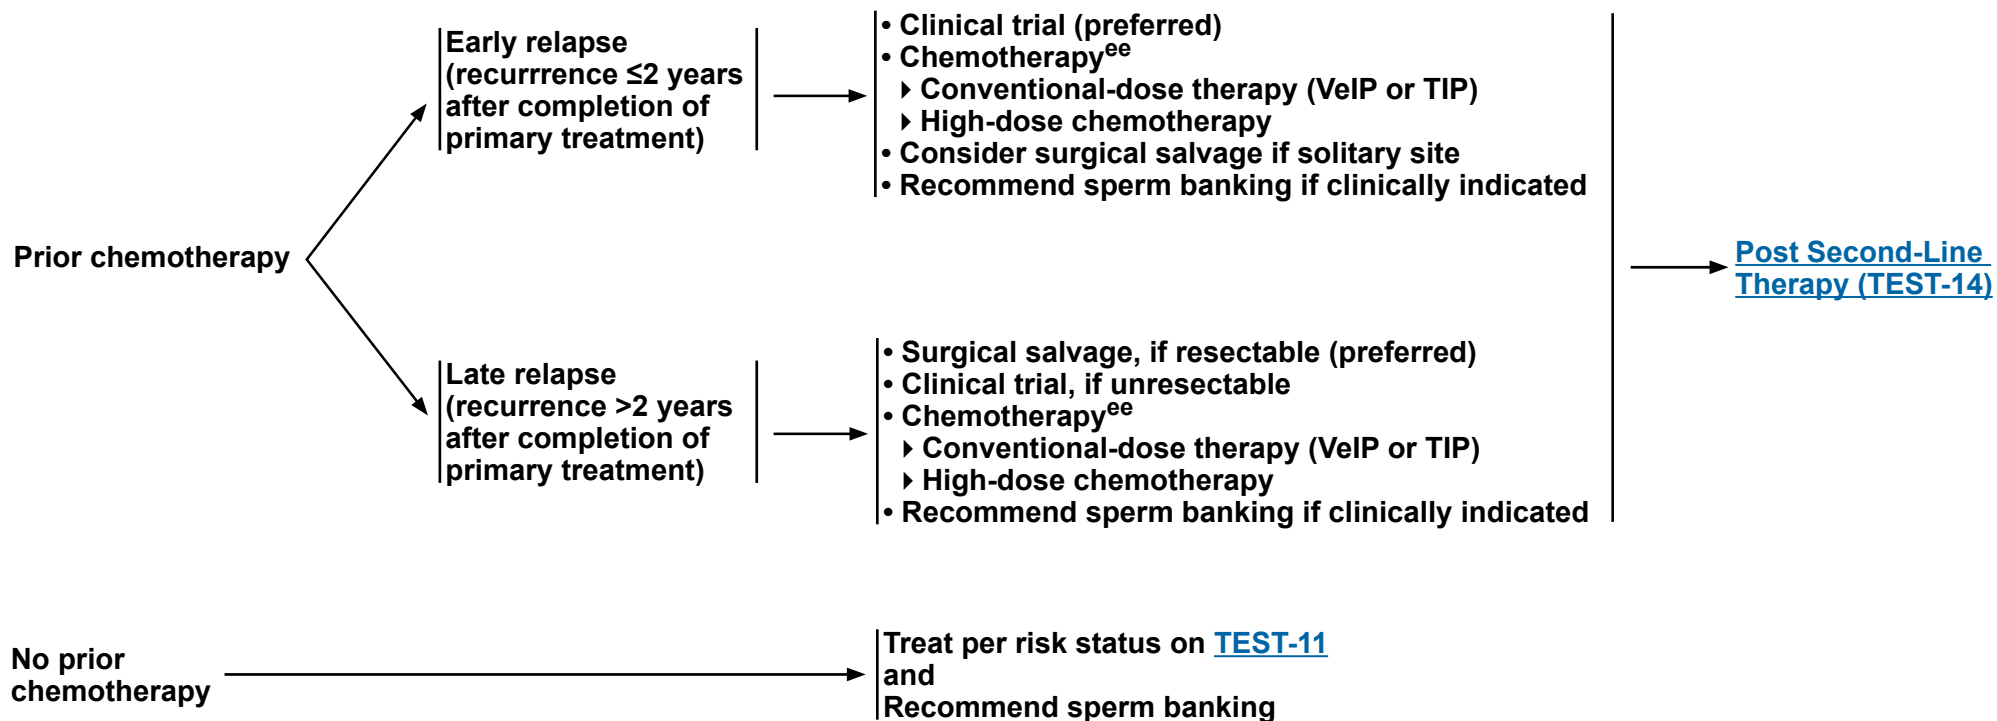 Prior chemotherapy
Early relapse
(recurrrence ≤2 years
after completion of
primary treatment)
• Clinical trial (preferred)
• Chemotherapyee
▸ Conventional-dose therapy (VeIP or TIP)
▸ High-dose chemotherapy
• Consider surgical salvage if solitary site
• Recommend sperm banking if clinically indicated
Late relapse
(recurrence >2 years
after completion of
primary treatment)
• Surgical salvage, if resectable (preferred)
• Clinical trial, if unresectable
• Chemotherapyee
▸ Conventional-dose therapy (VeIP or TIP)
▸ High-dose chemotherapy
• Recommend sperm banking if clinically indicated
Post Second-Line
Therapy (TEST-14)
No prior
chemotherapy
Treat per risk status on TEST-11
and
Recommend sperm banking